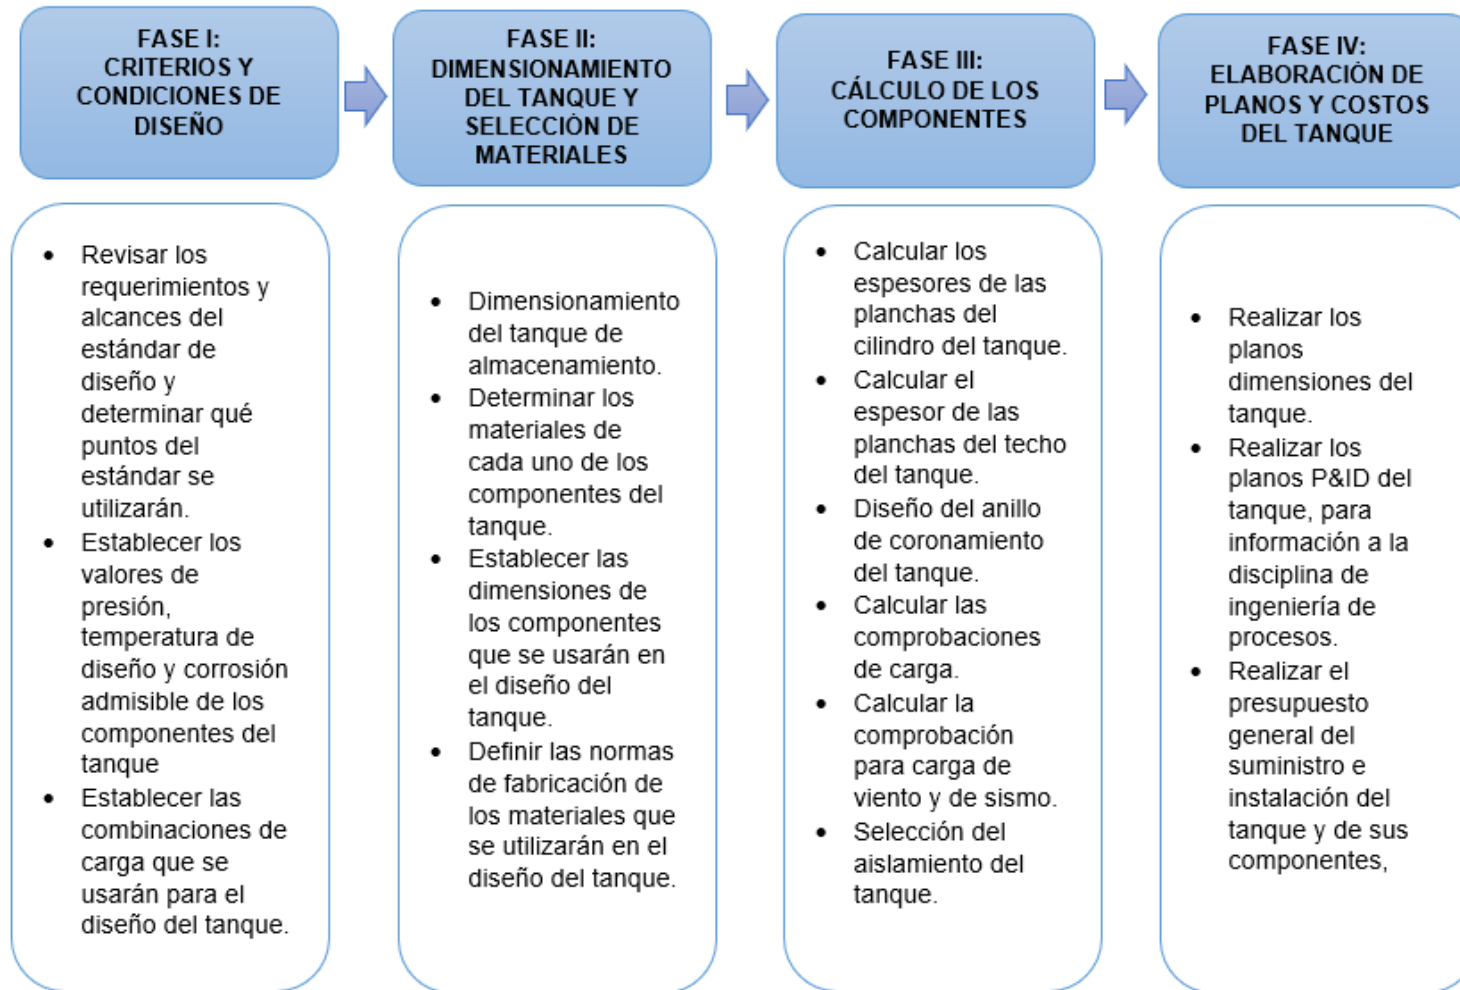 FASE I:
CRITERIOS Y
CONDICIONES DE
DISEÑO
FASE II:
DIMENSIONAMIENTO
DEL TANQUE Y
SELECCIÓN DE
MATERIALES
FASE III:
CÁLCULO DE LOS
COMPONENTES
FASE IV:
ELABORACIÓN DE
PLANOS Y COSTOS
DEL TANQUE
• Revisar los
requerimientos y
alcances del
estándar de
diseño y
determinar qué
puntos del
estándar se
utilizarán.
• Establecer los
valores de
presión,
temperatura de
diseño y corrosión
admisible de los
componentes del
tanque
• Establecer las
combinaciones de
carga que se
usarán para el
diseño del tanque.
• Dimensionamiento
del tanque de
almacenamiento.
• Determinar los
materiales de
cada uno de los
componentes del
tanque.
• Establecer las
dimensiones de
los componentes
que se usarán en
el diseño del
tanque.
• Definir las normas
de fabricación de
los materiales que
se utilizarán en el
diseño del tanque.
• Calcular los
espesores de las
planchas del
cilindro del tanque.
• Calcular el
espesor de las
planchas del techo
del tanque.
• Diseño del anillo
de coronamiento
del tanque.
• Calcular las
comprobaciones
de carga.
• Calcular la
comprobación
para carga de
viento y de sismo.
• Selección del
aislamiento del
tanque.
• Realizar los
planos
dimensiones del
tanque.
• Realizar los
planos P&ID del
tanque, para
información a la
disciplina de
ingeniería de
procesos.
• Realizar el
presupuesto
general del
suministro e
instalación del
tanque y de sus
componentes,